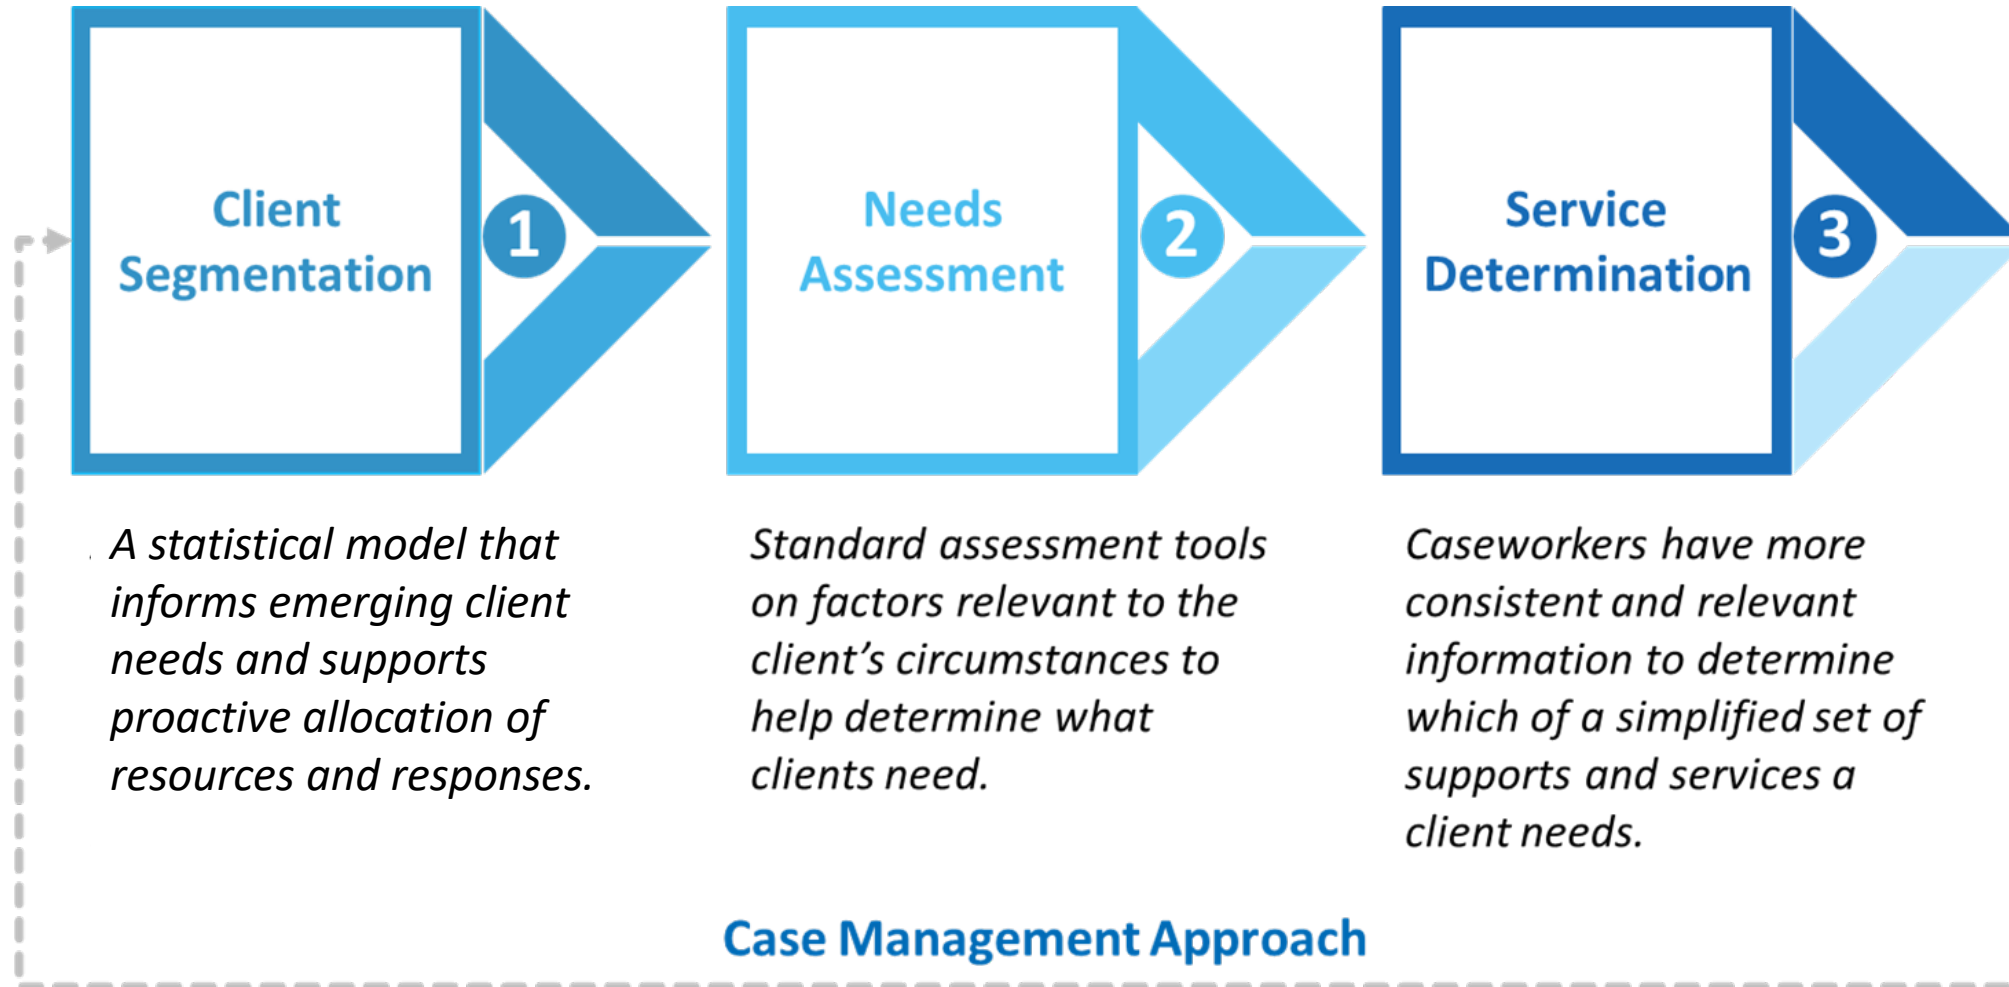 Client
Segmentation
1
Needs
Assessment
2
Service
Determination
3
. A statistical model that
informs emerging client
needs and supports
proactive allocation of
resources and responses.
Standard assessment tools
on factors relevant to the
client’s circumstances to
help determine what
clients need.
Caseworkers have more
consistent and relevant
information to determine
which of a simplified set of
supports and services a
client needs.
Case Management Approach